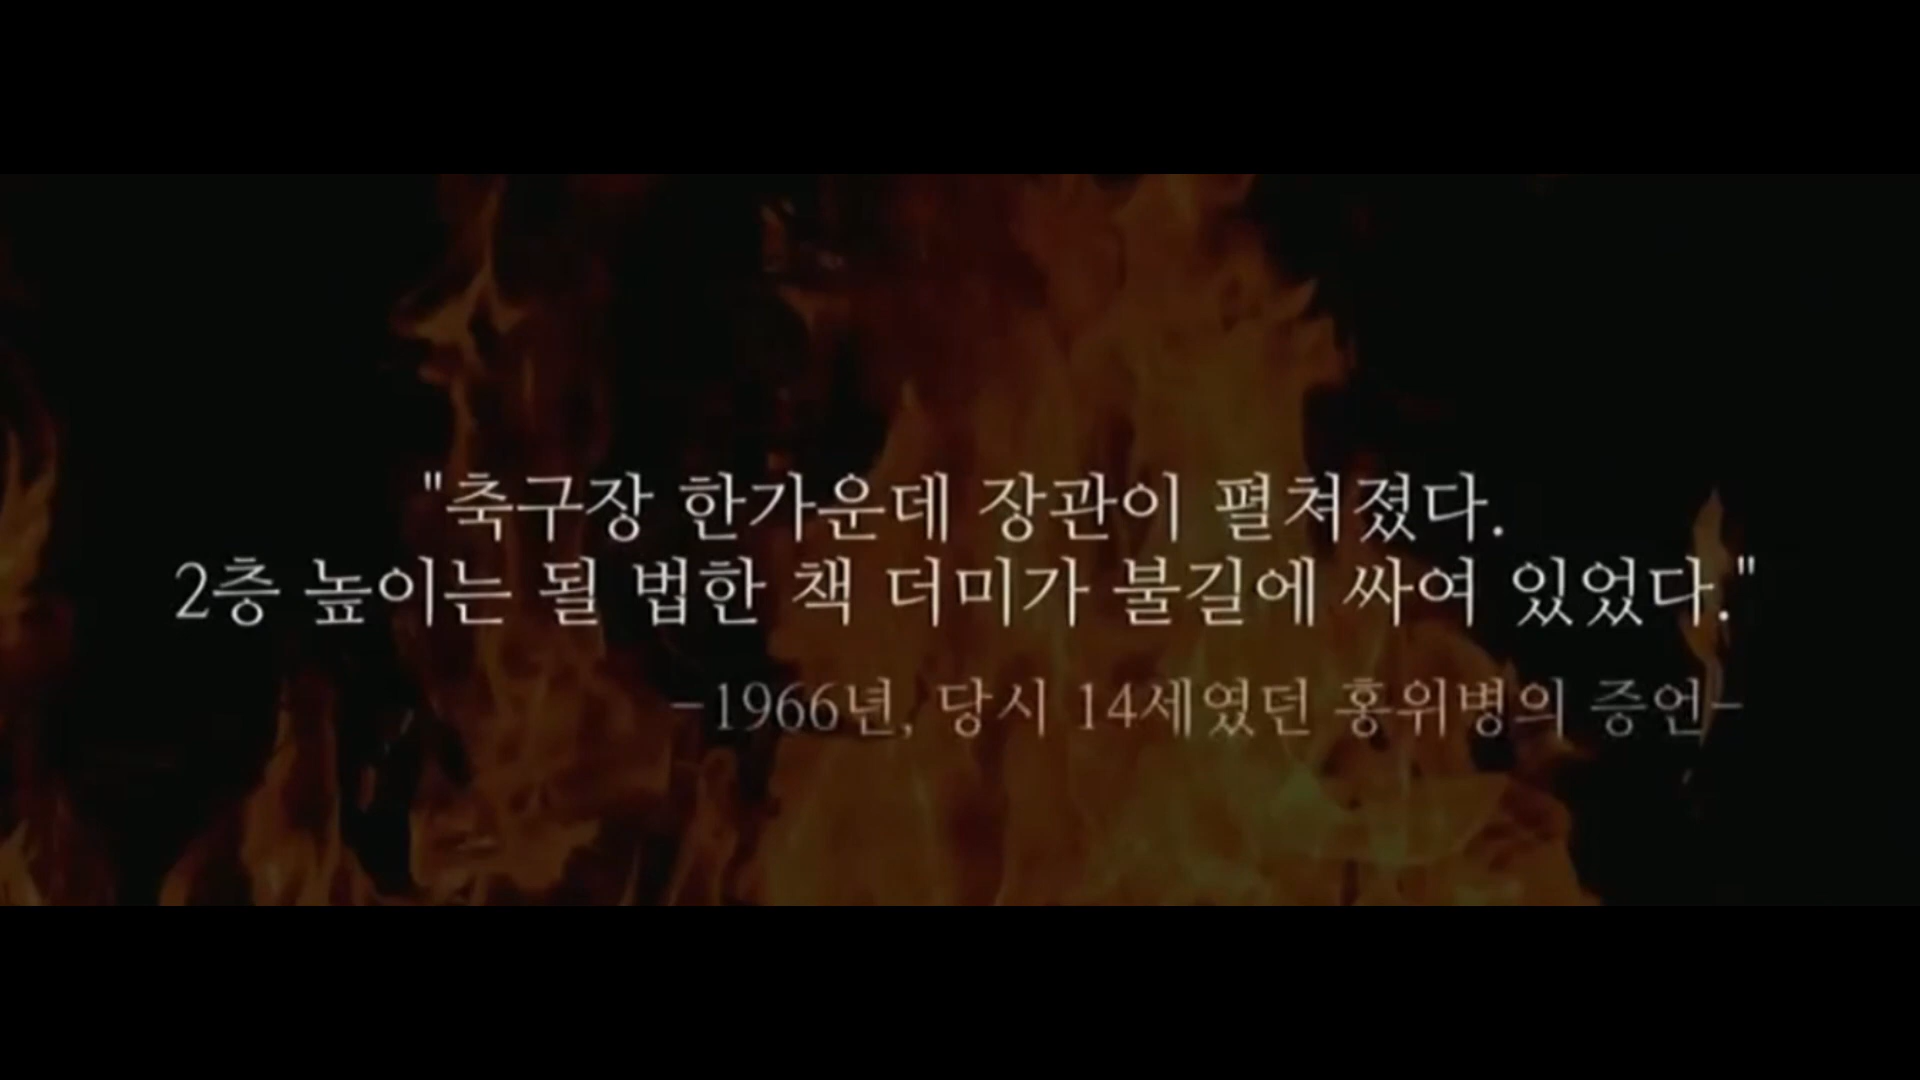 "축구장 한가운데 장관이 펼쳐졌다.
2층 높이는 될 법한 책 더미가 불길에 싸여 있었다."
-1966년, 당시 14세였던 홍위병의 증언-